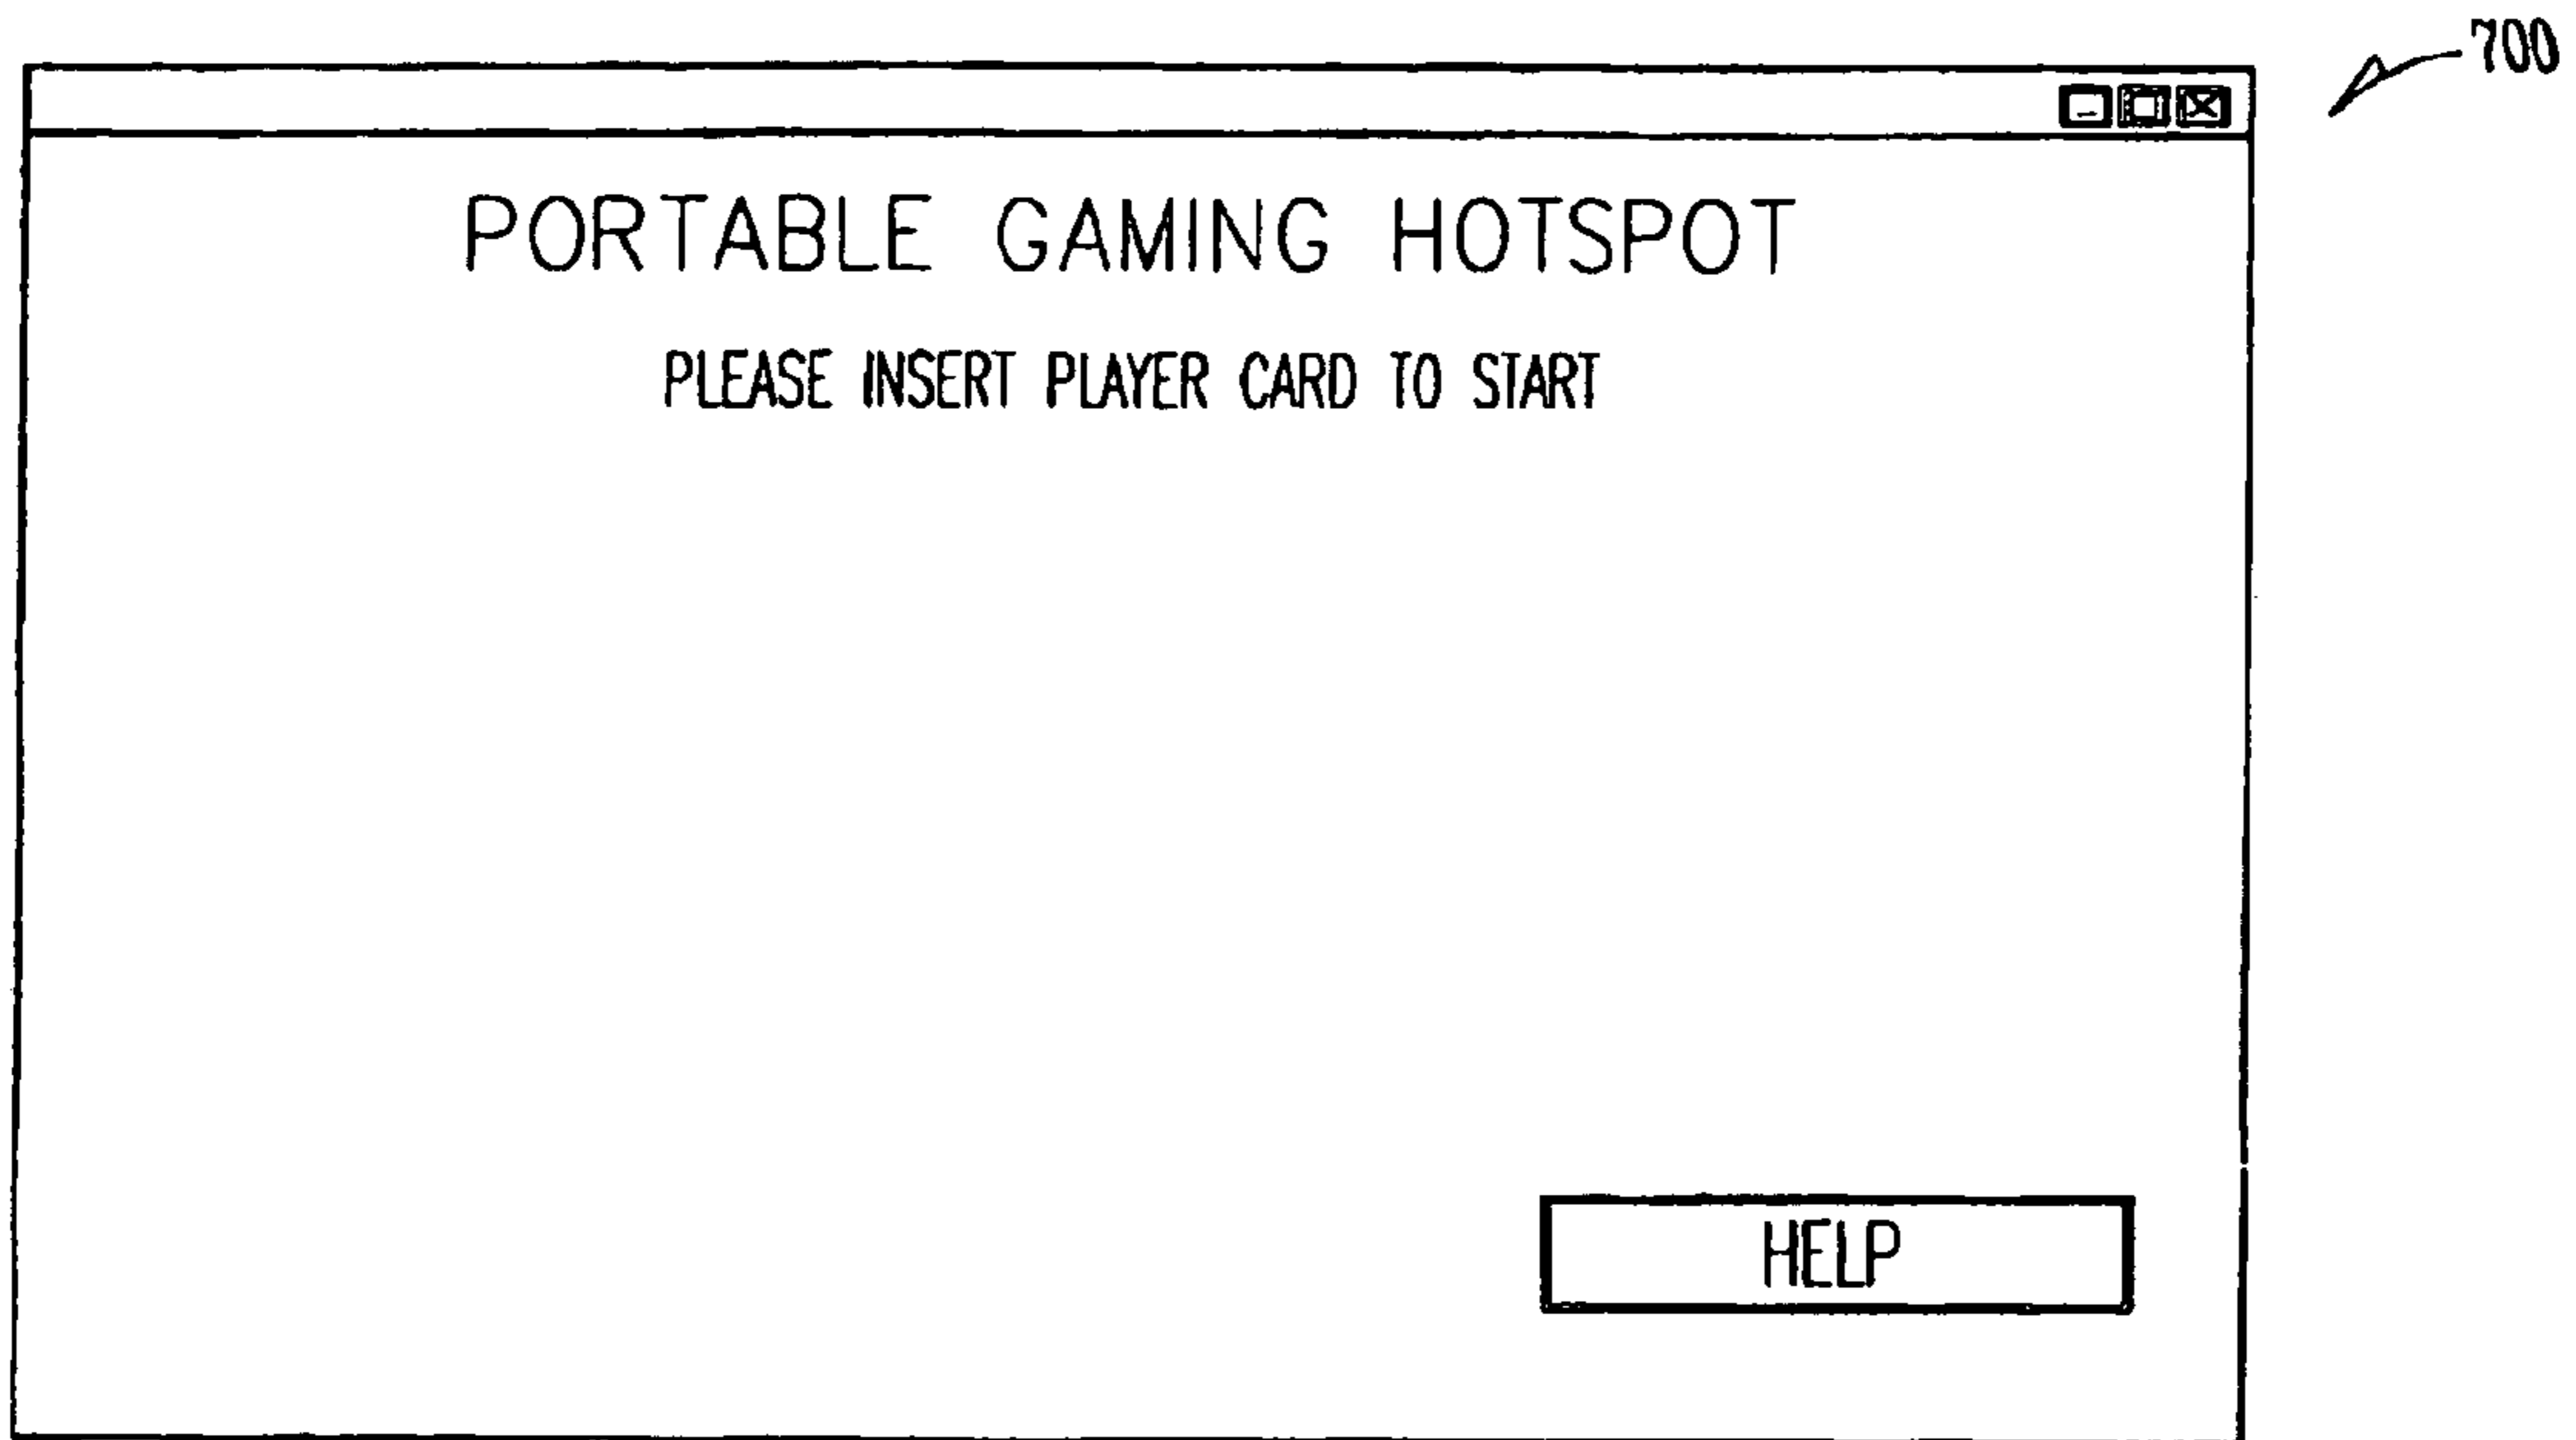 700
PORTABLE GAMING HOTSPOT
PLEASE INSERT PLAYER CARD TO START
HELP